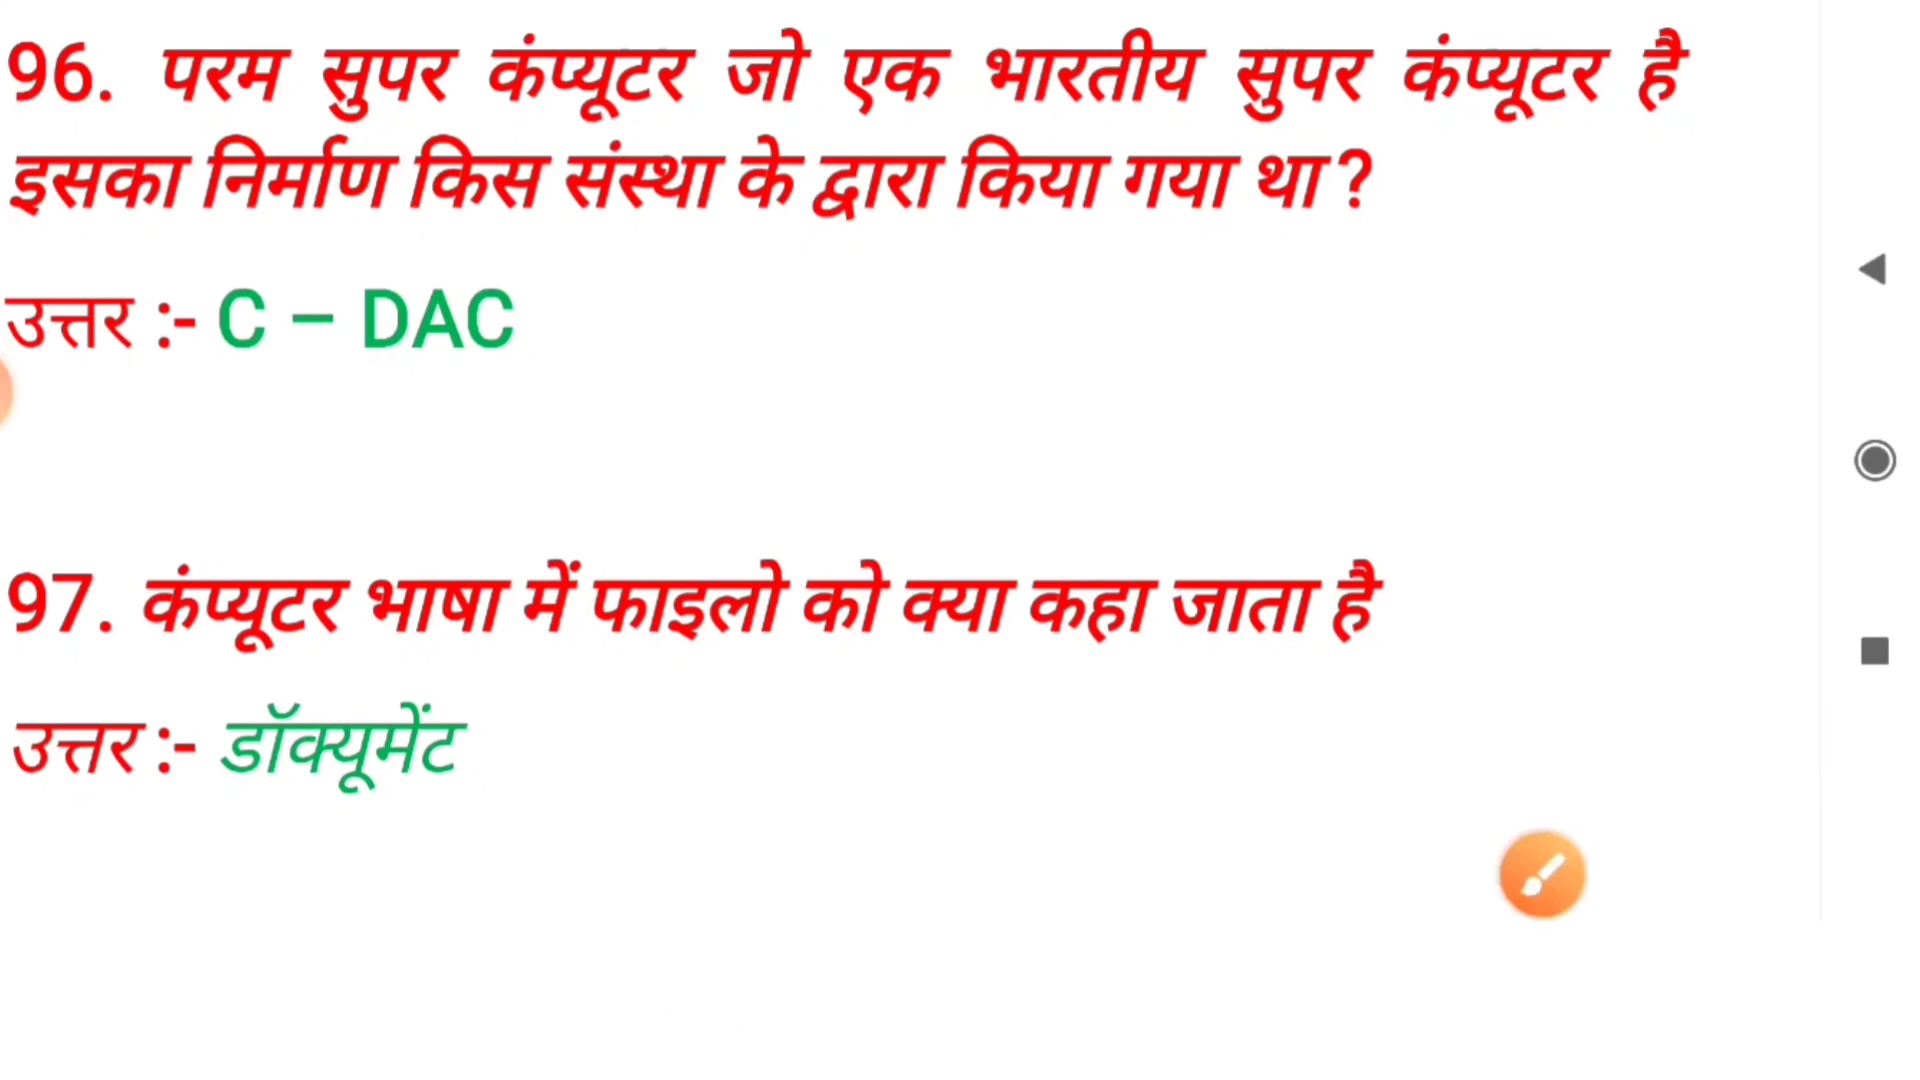 96. परम सुपर कंप्यूटर जो एक भारतीय सुपर कंप्यूटर है
इसका निर्माण किस संस्था के द्वारा किया गया था?
उत्तर :- C – DAC
97. कंप्यूटर भाषा में फाइलो को क्या कहा जाता है
उत्तर :- डॉक्यूमेंट